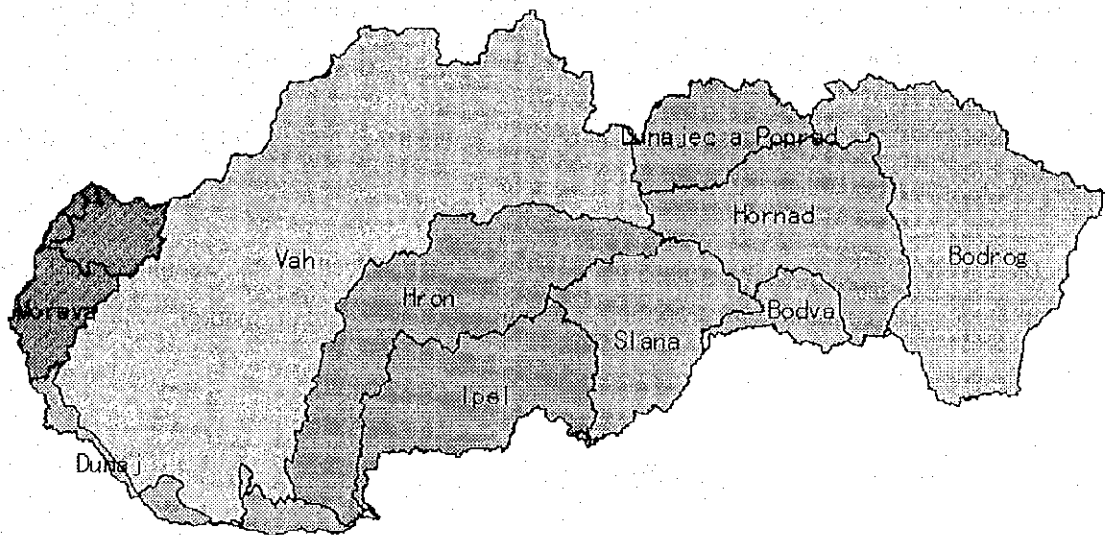 Dunajec a Poprad
Hornad
Bodrog
Vah
Hron
Bodva
Morava
Slana
Ipel
Dunaj